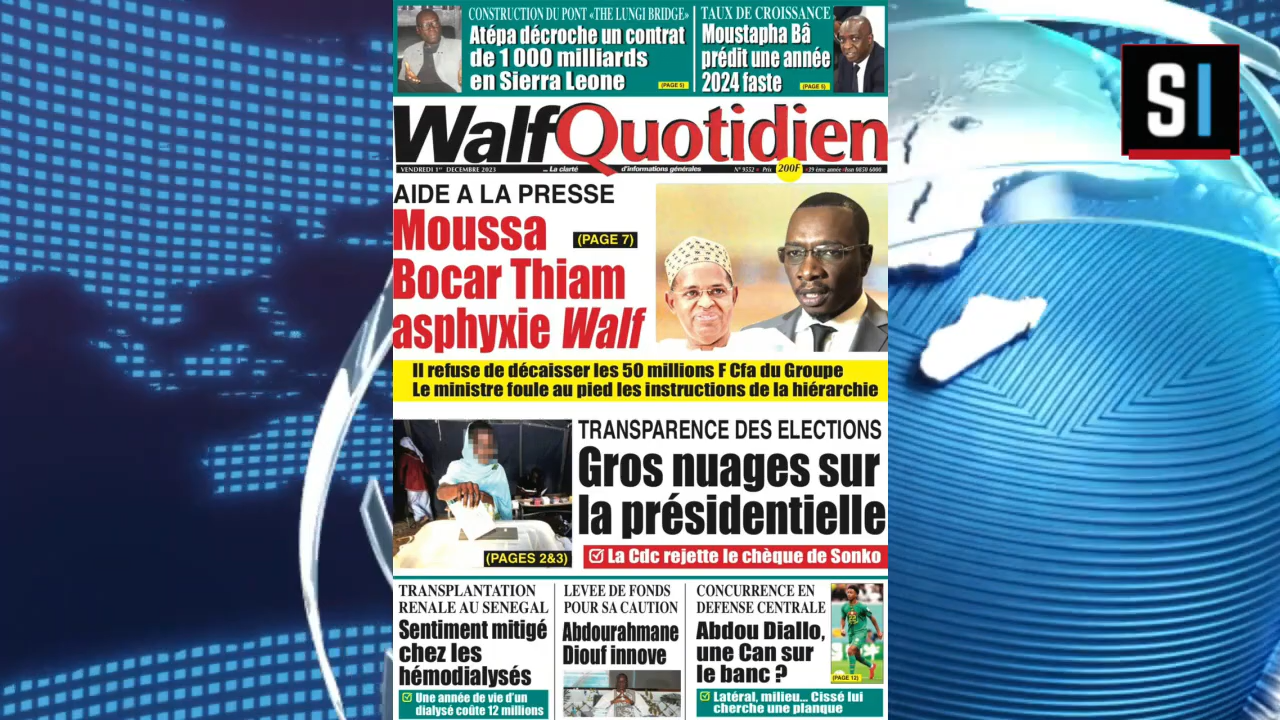 CONSTRUCTION DU PONT «THE LUNGI BRIDGE»
Atépa décroche un contrat
de 1 000 milliards
en Sierra Leone
(PAGE 5)
TAUX DE CROISSANCE
Moustapha Bâ
prédit une année
2024 faste
(PAGE 5)
SI
Walf Quotidien
VENDREDI 1er DECEMBRE 2023
... La clarté
d'informations générales
N° 9552 • Prix 200F
AIDE A LA PRESSE
Moussa
(PAGE 7)
Bocar Thiam
asphyxie Walf
Il refuse de décaisser les 50 millions F Cfa du Groupe
Le ministre foule au pied les instructions de la hiérarchie
TRANSPARENCE DES ELECTIONS
Gros nuages sur
la présidentielle
(PAGES 2&3)
La Cdc rejette le chèque de Sonko
TRANSPLANTATION
RENALE AU SENEGAL
Sentiment mitigé
chez les
hémodialysés
Une année de vie d'un
dialysé coûte 12 millions
LEVEE DE FONDS
POUR SA CAUTION
Abdourahmane
Diouf innove
CONCURRENCE EN
DEFENSE CENTRALE
Abdou Diallo,
une Can sur
le banc ?
(PAGE 12)
Latéral, milieu... Cissé lui
cherche une planque